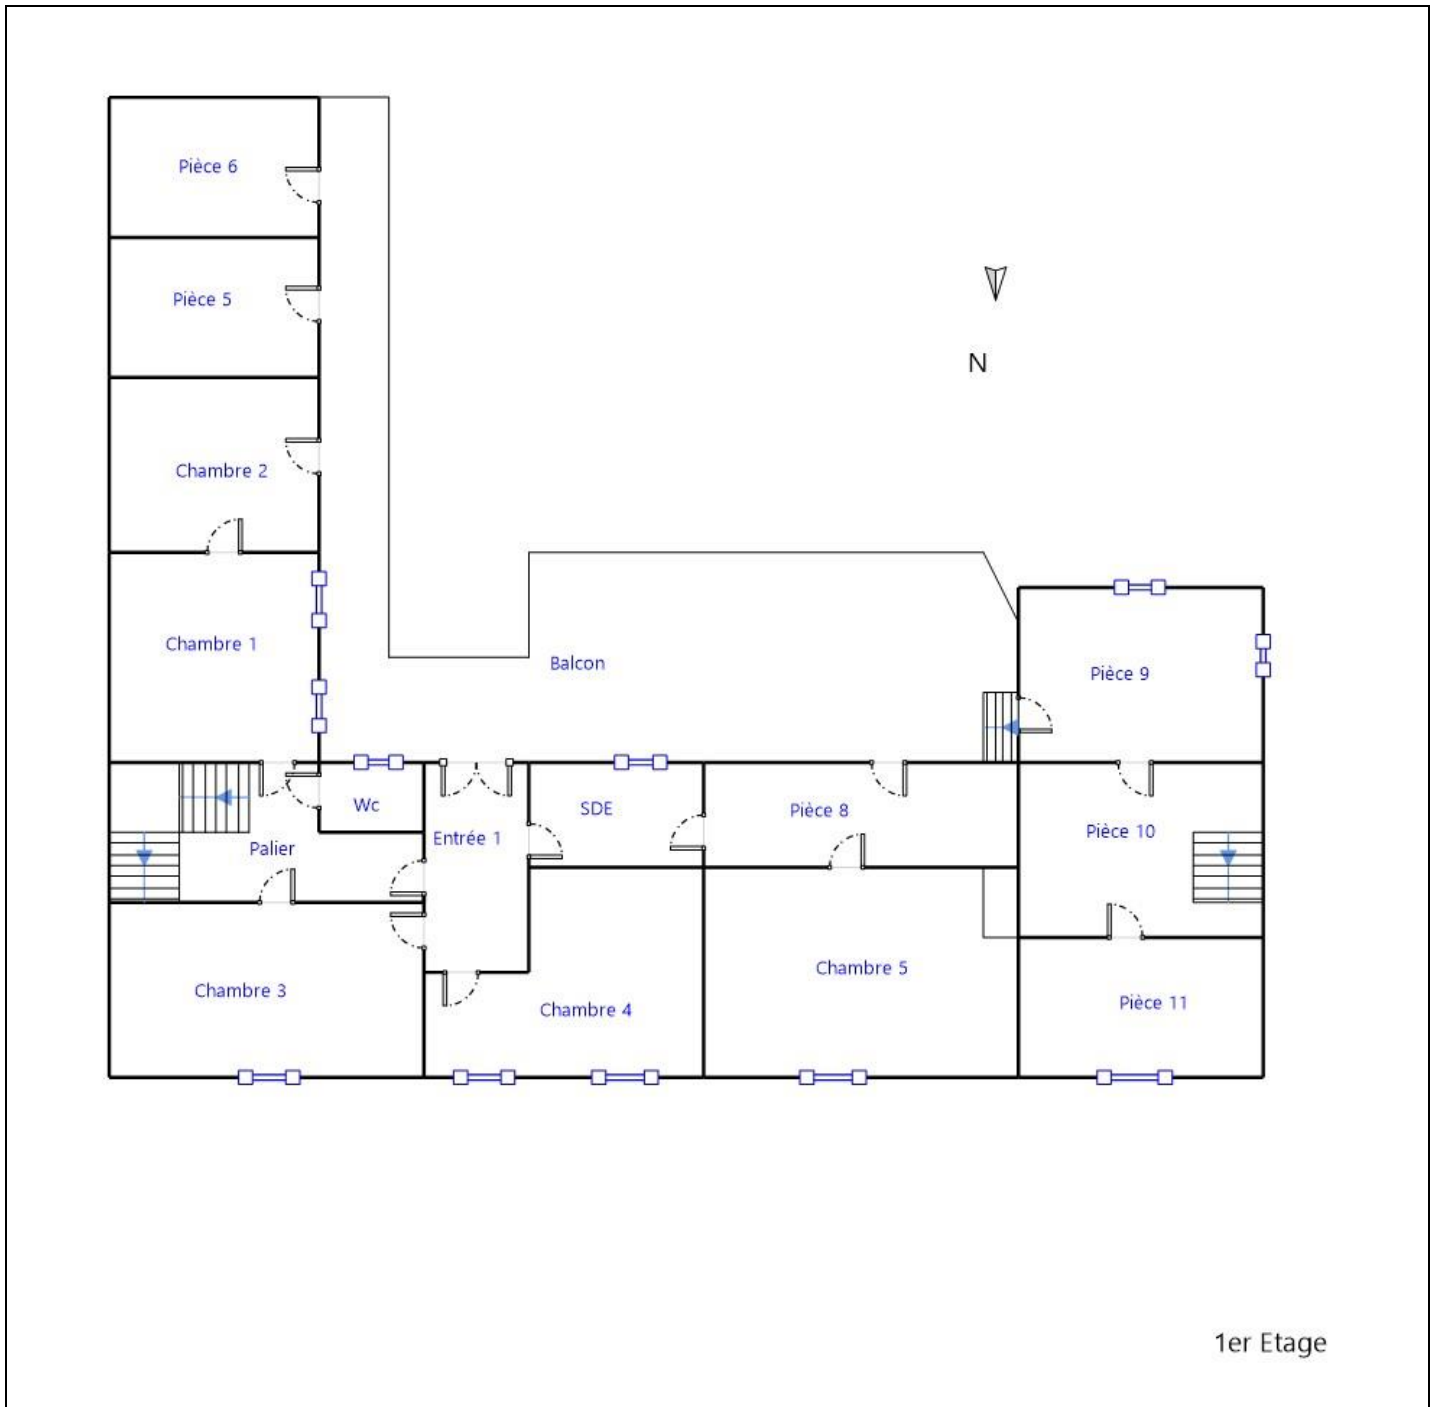 Pièce 6
Pièce 5
N
Chambre 2
Chambre 1
Balcon
Pièce 9
Wc
SDE
Pièce 8
Entrée 1
Pièce 10
Palier
Chambre 5
Chambre 3
Pièce 11
Chambre 4
1er Etage